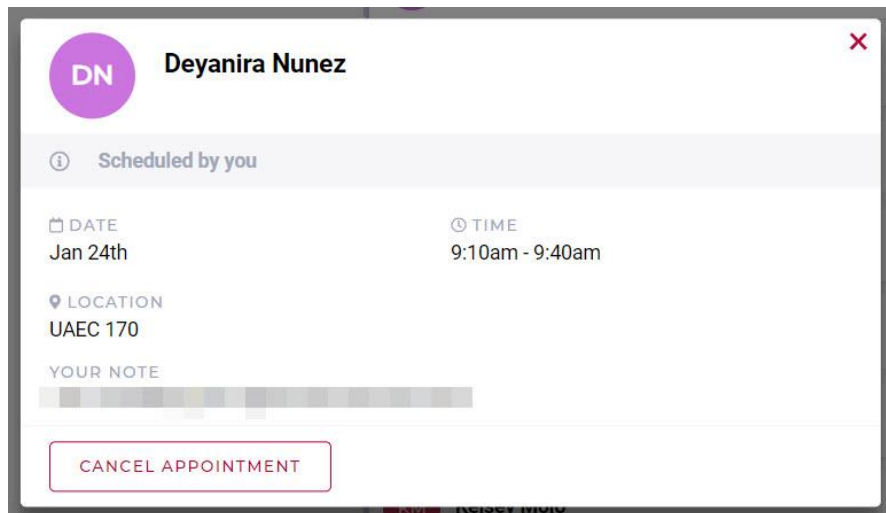 DN
Deyanira Nunez
Scheduled by you
DATE
Jan 24th
TIME
9:10am - 9:40am
LOCATION
UAEC 170
YOUR NOTE
CANCEL APPOINTMENT